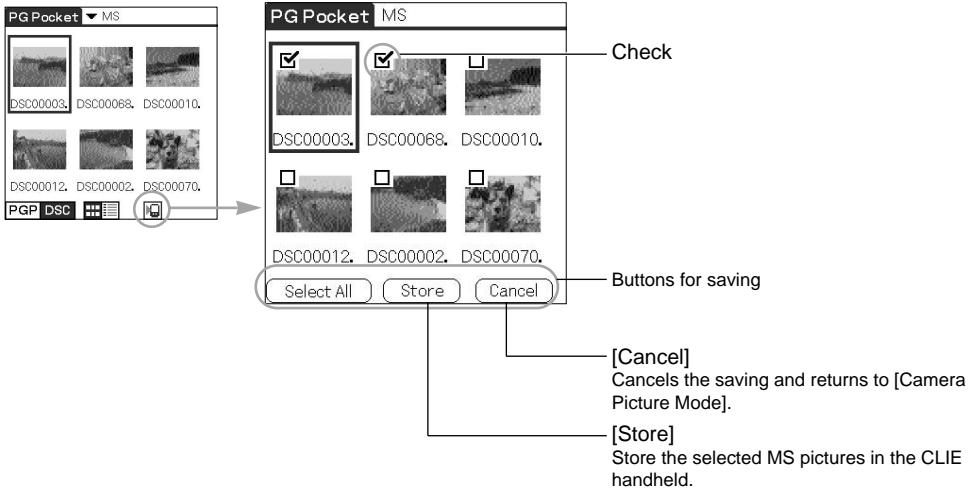 PG Pocket MS
DSC00003. DSC00068. DSC00010.
DSC00012. DSC00002. DSC00070.
PGP DSC
PG Pocket MS
Check
DSC00003. DSC00068. DSC00010.
DSC00012. DSC00002. DSC00070.
Select All Store Cancel
Buttons for saving
[Cancel]
Cancels the saving and returns to [Camera
Picture Mode].
[Store]
Store the selected MS pictures in the CLIE
handheld.